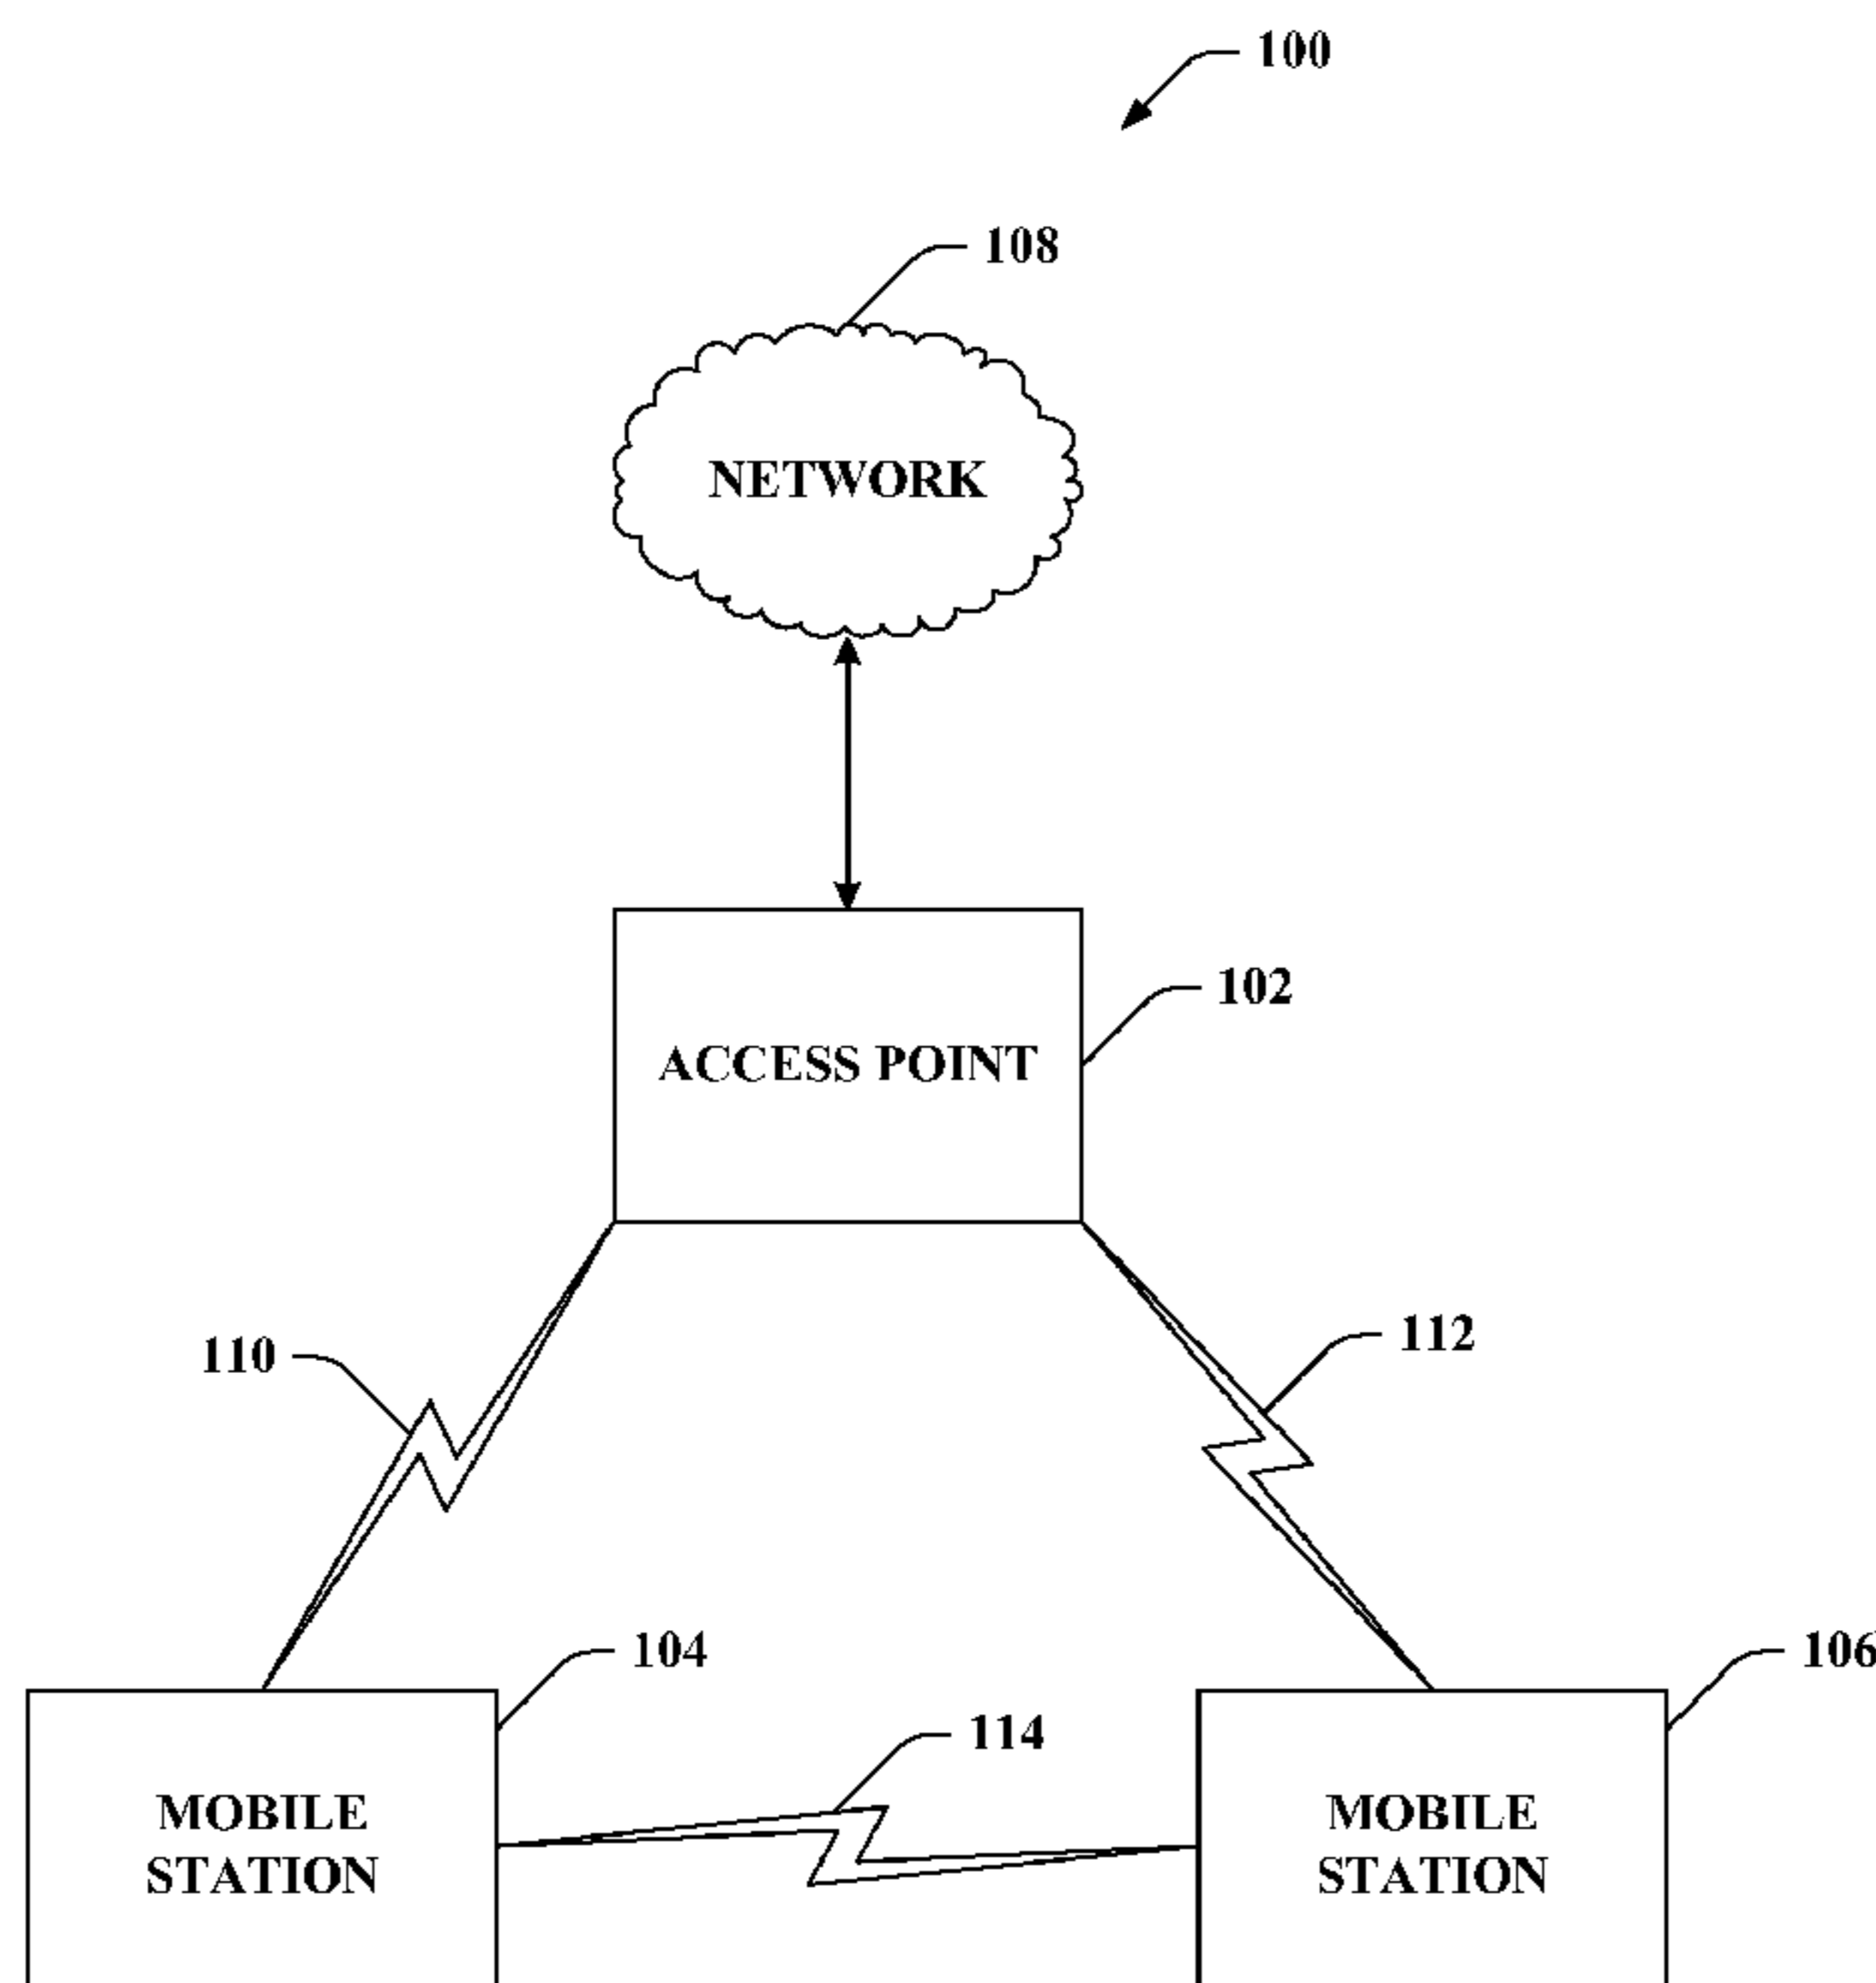 100
108
NETWORK
102
ACCESS POINT
110
112
104
106
114
MOBILE
STATION
MOBILE
STATION